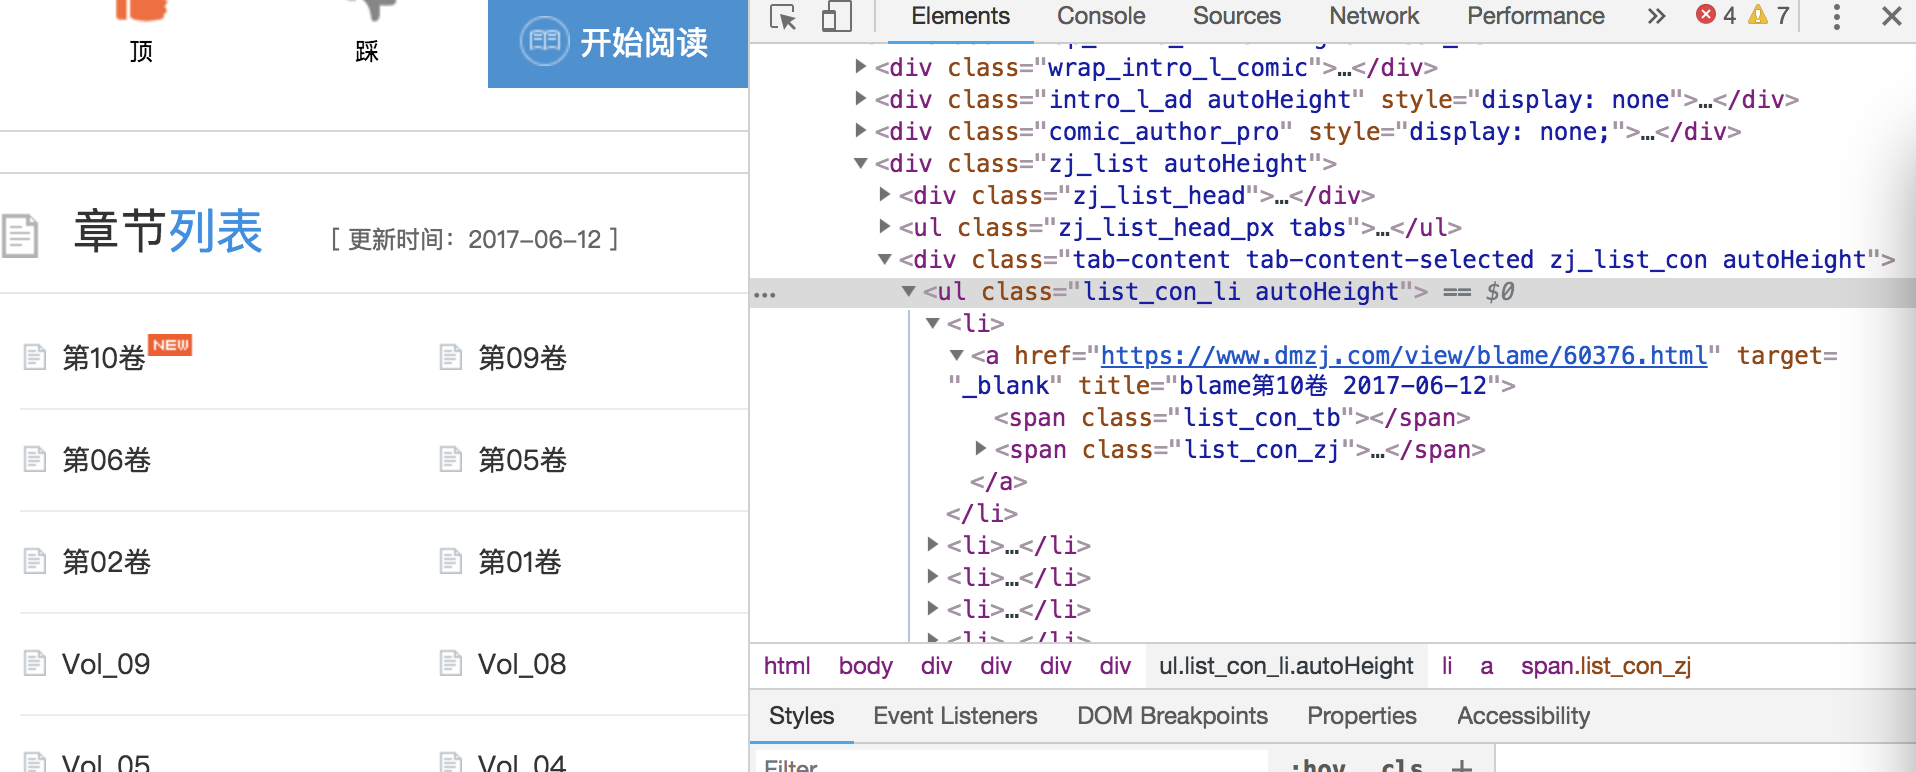 顶
踩
开始阅读
章节列表
[ 更新时间：2017-06-12 ]
第10卷
NEW
第09卷
第06卷
第05卷
第02卷
第01卷
Vol_09
Vol_08
Vol_05
Vol_04
Elements Console Sources Network Performance » 4 7
<div class="wrap_intro_l_comic">…</div>
<div class="intro_l_ad autoHeight" style="display: none">…</div>
<div class="comic_author_pro" style="display: none;">…</div>
<div class="zj_list autoHeight">
<div class="zj_list_head">…</div>
<ul class="zj_list_head_px tabs">…</ul>
<div class="tab-content tab-content-selected zj_list_con autoHeight">
… <ul class="list_con_li autoHeight"> == $0
<li>
<a href="https://www.dmzj.com/view/blame/60376.html" target=
"_blank" title="blame第10卷 2017-06-12">
<span class="list_con_tb"></span>
<span class="list_con_zj">…</span>
</a>
</li>
<li>…</li>
<li>…</li>
<li>…</li>
<li>…</li>
html body div div div div ul.list_con_li.autoHeight li a span.list_con_zj
Styles Event Listeners DOM Breakpoints Properties Accessibility
Filter :hov .cls +